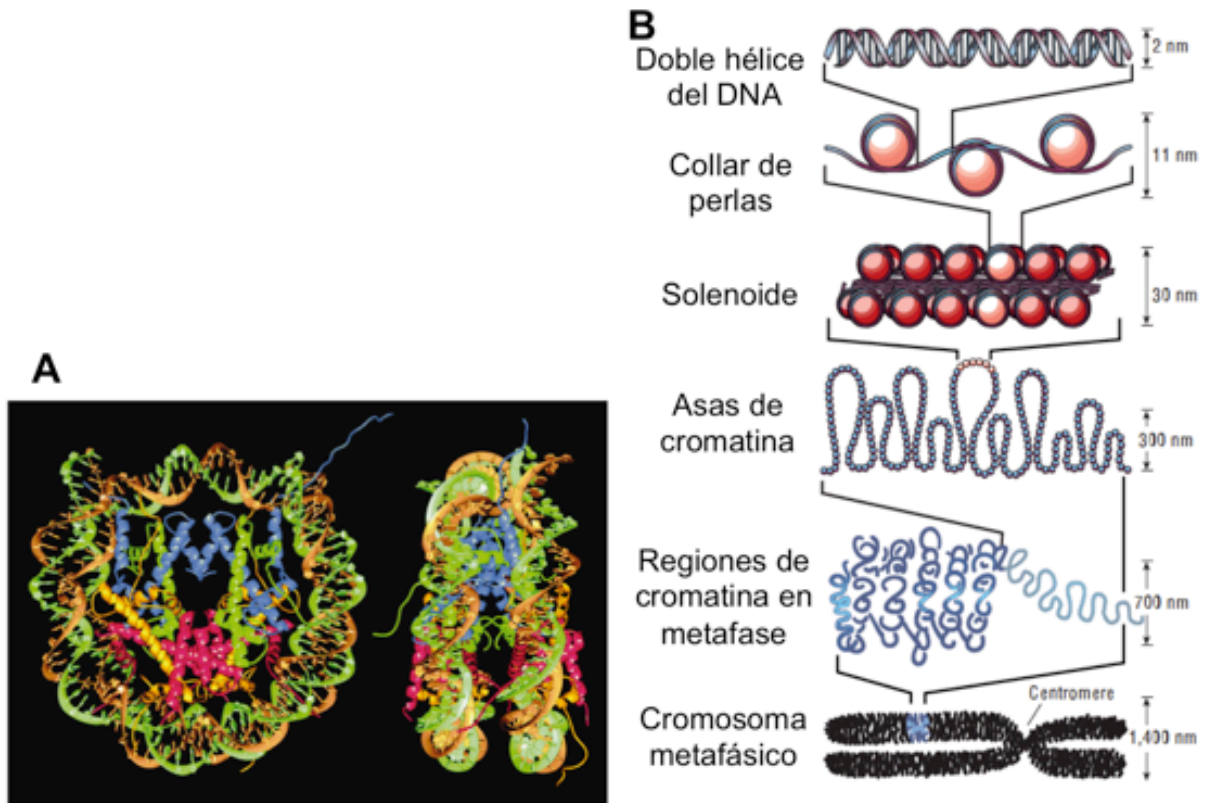 A
B
Doble hélice
del DNA
2 nm
Collar de
perlas
11 nm
Solenoide
30 nm
Asas de
cromatina
300 nm
Regiones de
cromatina en
metafase
700 nm
Cromosoma
metafásico
Centromere
1,400 nm